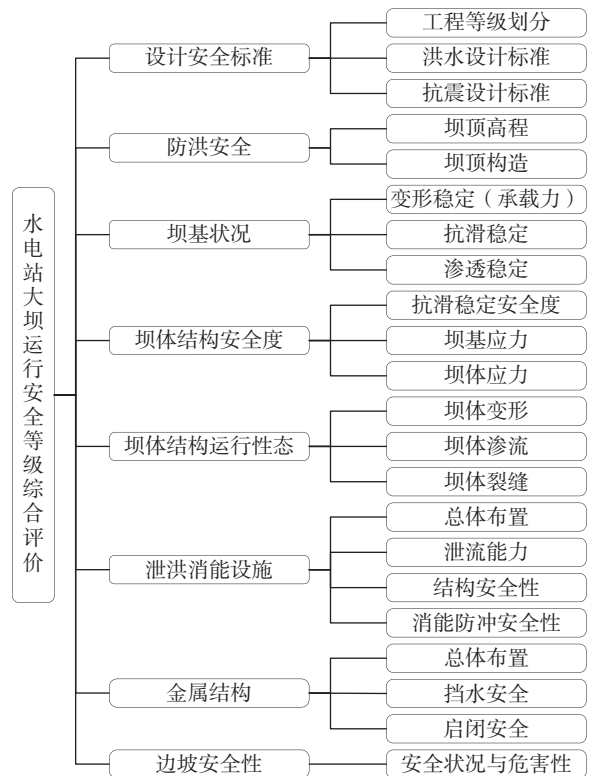 水电站大坝运行安全等级综合评价
设计安全标准
工程等级划分
洪水设计标准
抗震设计标准
防洪安全
坝顶高程
坝顶构造
坝基状况
变形稳定（承载力）
抗滑稳定
渗透稳定
坝体结构安全度
抗滑稳定安全度
坝基应力
坝体应力
坝体结构运行性态
坝体变形
坝体渗流
坝体裂缝
泄洪消能设施
总体布置
泄流能力
结构安全性
消能防冲安全性
金属结构
总体布置
挡水安全
启闭安全
边坡安全性
安全状况与危害性